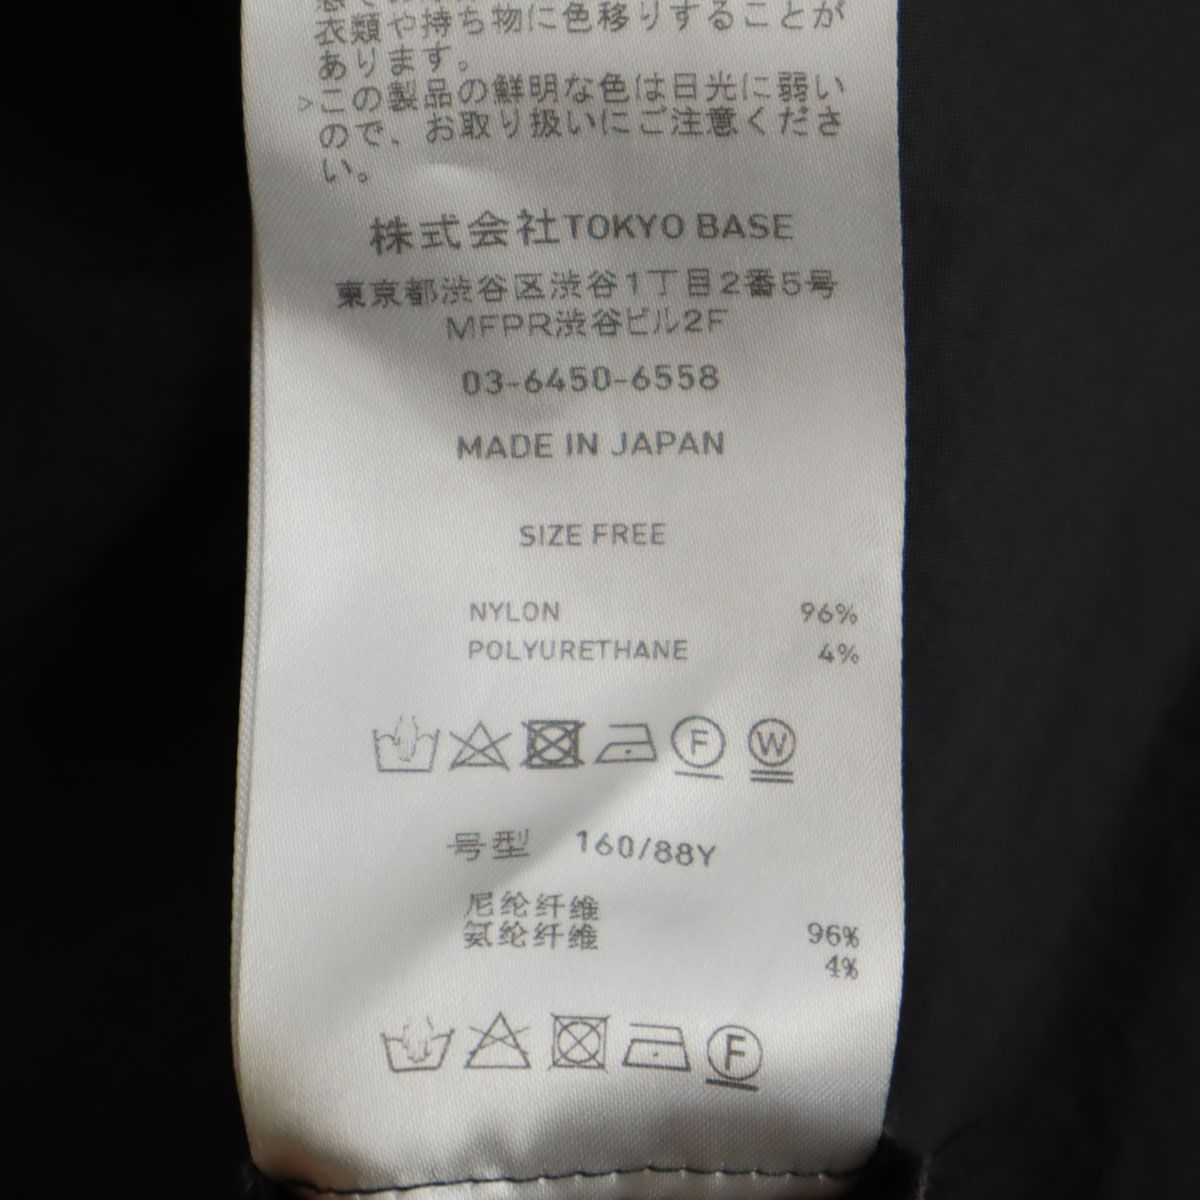 衣類や持ち物に色移りすることが
あります。
>この製品の鮮明な色は日光に弱い
ので、お取り扱いにご注意くださ
い。
株式会社TOKYO BASE
東京都渋谷区渋谷1丁目2番5号
MFPR渋谷ビル2F
03-6450-6558
MADE IN JAPAN
SIZE FREE
NYLON 96%
POLYURETHANE 4%
F W
号型 160/88Y
尼纶纤维
氨纶纤维 96%
4%
F